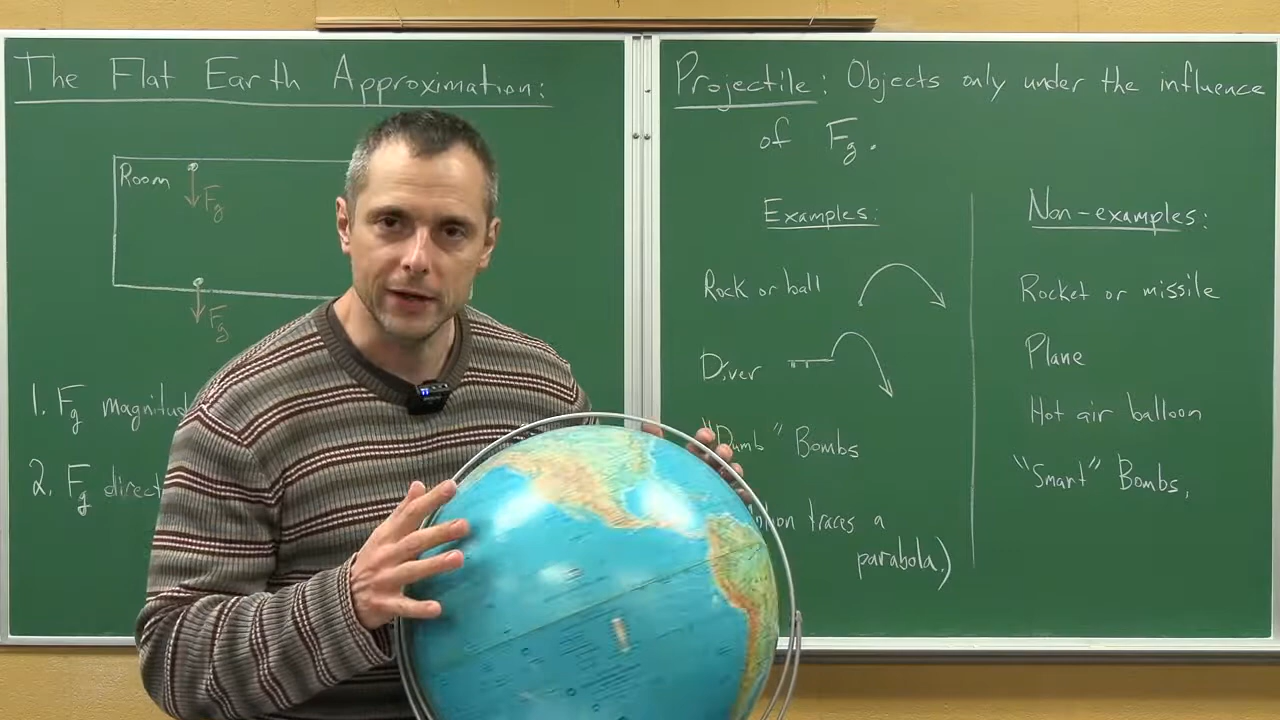 The Flat Earth Approximation:
Room
Fg
Fg
1. Fg
2. Fg
Projectile: Objects only under the influence
of Fg.
Examples:
Rock or ball
Diver
"Dumb" Bombs
traces a
parabola.)
Non-examples:
Rocket or missile
Plane
Hot air balloon
"Smart" Bombs,